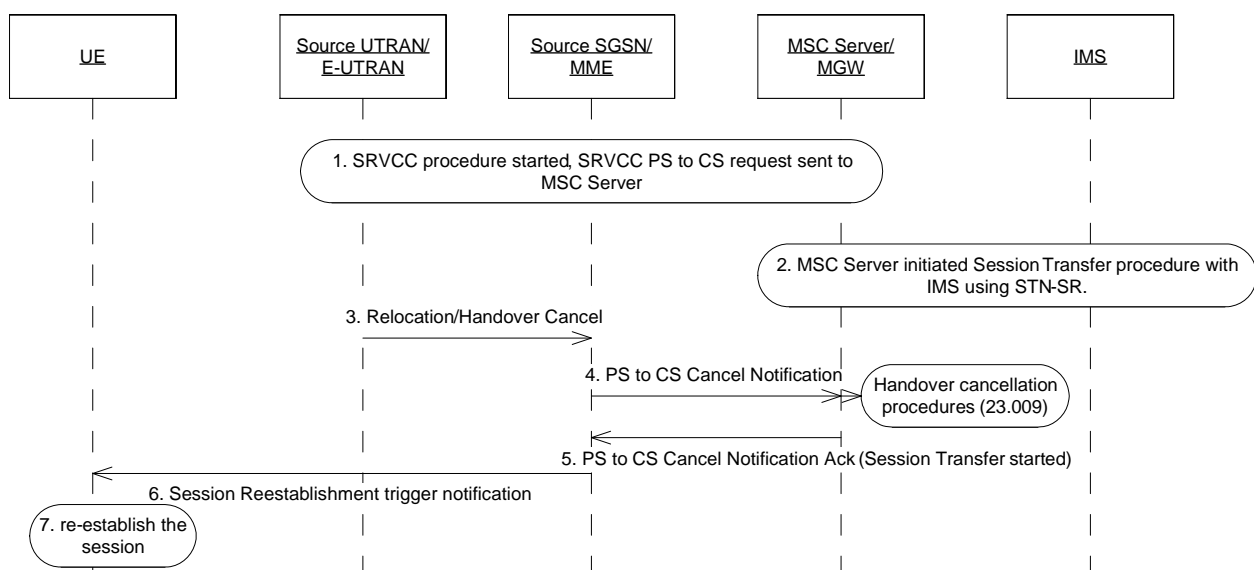 UE
Source UTRAN/
E-UTRAN
Source SGSN/
MME
MSC Server/
MGW
IMS
1. SRVCC procedure started, SRVCC PS to CS request sent to
MSC Server
2. MSC Server initiated Session Transfer procedure with
IMS using STN-SR.
3. Relocation/Handover Cancel
4. PS to CS Cancel Notification
Handover cancellation
procedures (23.009)
5. PS to CS Cancel Notification Ack (Session Transfer started)
6. Session Reestablishment trigger notification
7. re-establish the
session